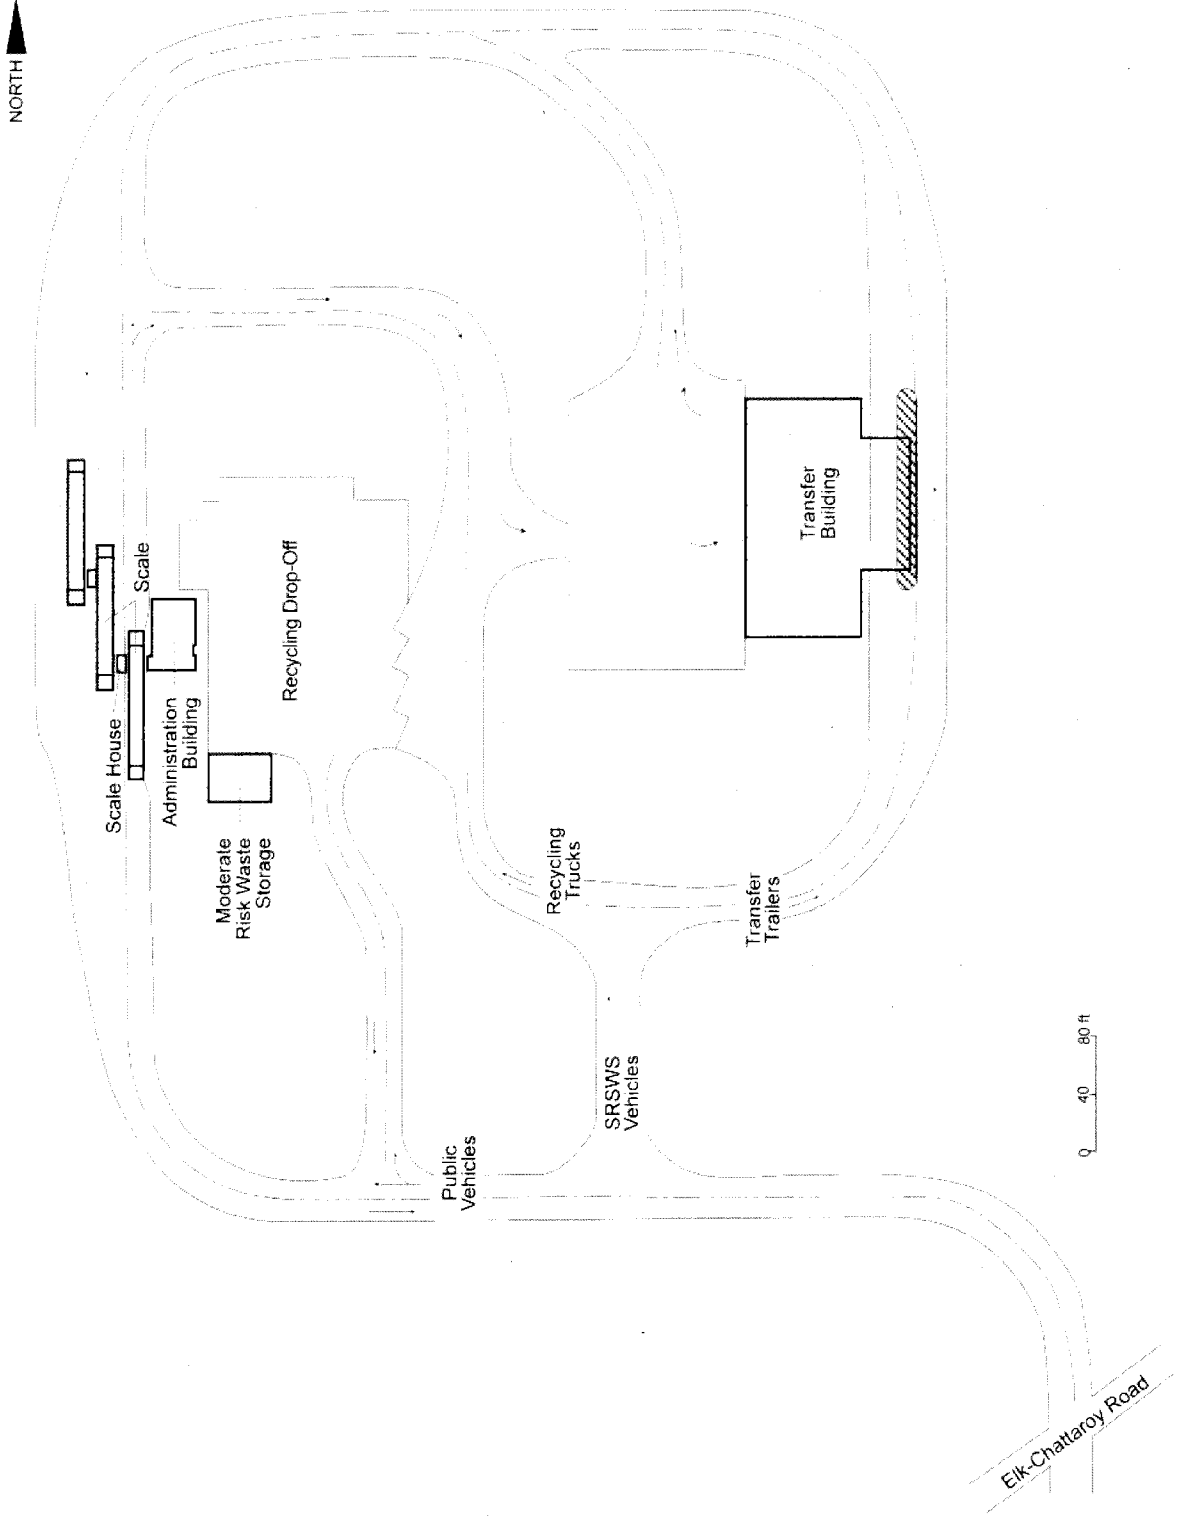 NORTH
Scale
Scale House
Administration
Building
Recycling Drop-Off
Moderate
Risk Waste
Storage
Transfer
Building
Recycling
Trucks
Transfer
Trailers
SRSWS
Vehicles
Public
Vehicles
0 40 80 ft
Elk-Chattaroy Road